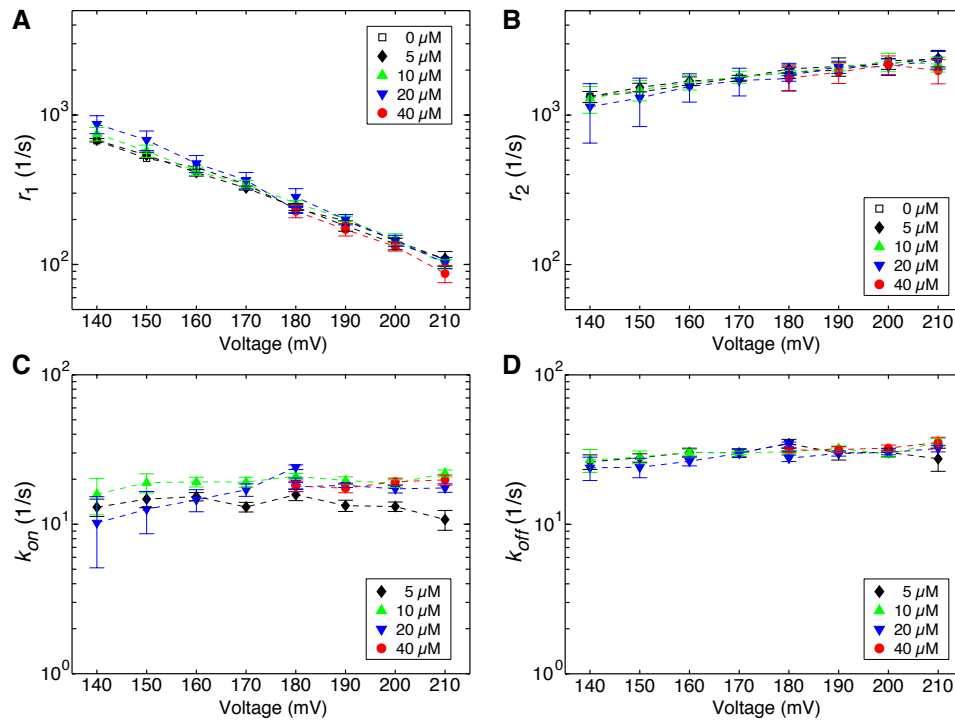 A
0 µM
5 µM
10 µM
20 µM
40 µM
10³
10²
r₁ (1/s)
140 150 160 170 180 190 200 210
Voltage (mV)
B
10³
10²
r₂ (1/s)
0 µM
5 µM
10 µM
20 µM
40 µM
140 150 160 170 180 190 200 210
Voltage (mV)
C
10²
10¹
10⁰
k_on (1/s)
5 µM
10 µM
20 µM
40 µM
140 150 160 170 180 190 200 210
Voltage (mV)
D
10²
10¹
10⁰
k_off (1/s)
5 µM
10 µM
20 µM
40 µM
140 150 160 170 180 190 200 210
Voltage (mV)